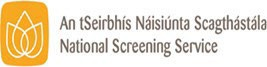 An tSeirbhís Náisiúnta Scagthástála
National Screening Service